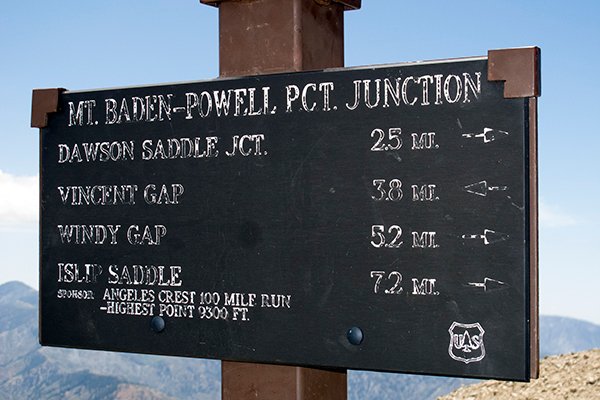 MT. BADEN-POWELL PCT. JUNCTION
DAWSON SADDLE JCT. 2.5 MI.
VINCENT GAP 3.8 MI.
WINDY GAP 5.2 MI.
ISLIP SADDLE 7.2 MI.
SPONSOR ANGELES CREST 100 MILE RUN
-HIGHEST POINT 9300 FT.
U S